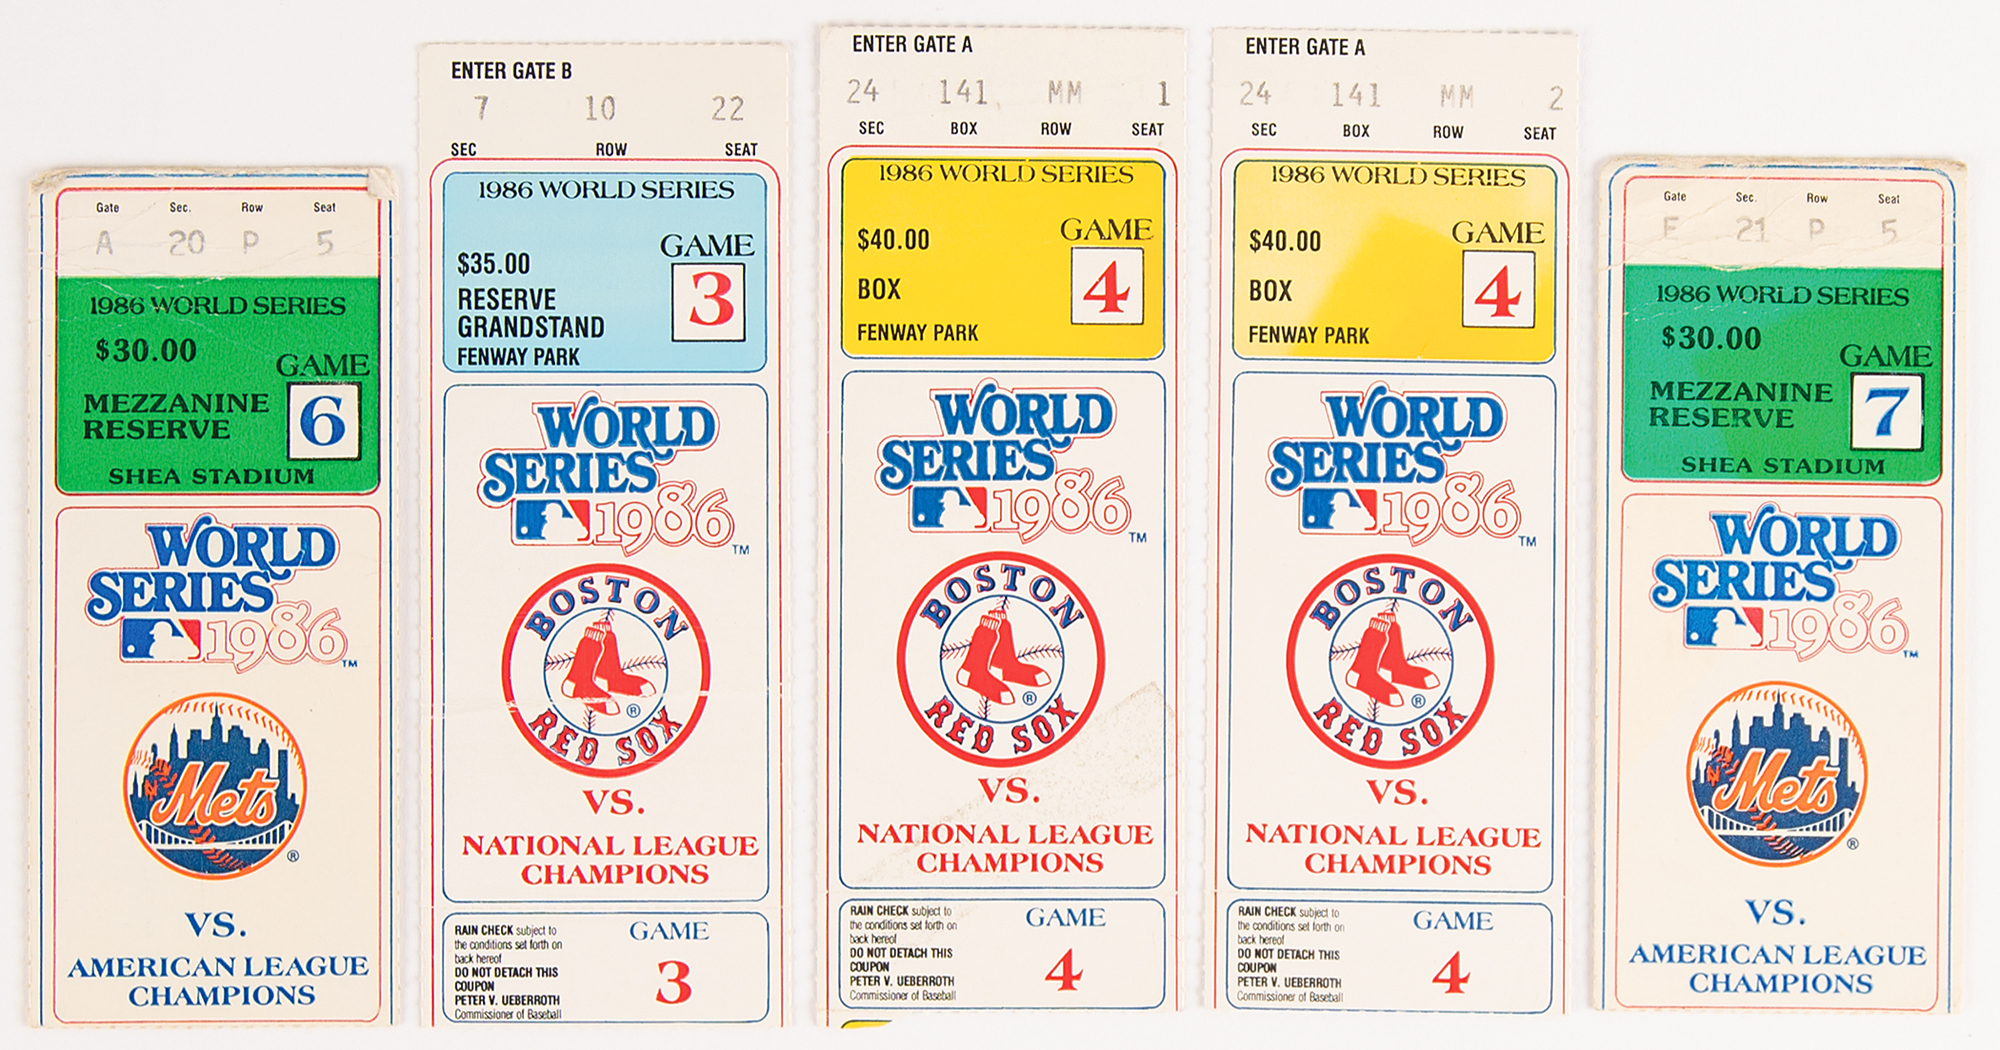 Gate Sec. Row Seat
A 20 P 5
1986 WORLD SERIES
$30.00
GAME
6
MEZZANINE
RESERVE
SHEA STADIUM
WORLD
SERIES
1986
TM
Mets
®
VS.
AMERICAN LEAGUE
CHAMPIONS
ENTER GATE B
7 10 22
SEC ROW SEAT
1986 WORLD SERIES
GAME
3
$35.00
RESERVE
GRANDSTAND
FENWAY PARK
WORLD
SERIES
1986
TM
BOSTON
RED SOX
®
VS.
NATIONAL LEAGUE
CHAMPIONS
RAIN CHECK subject to
the conditions set forth on
back hereof
DO NOT DETACH THIS
COUPON
PETER V. UEBERROTH
Commissioner of Baseball
GAME
3
ENTER GATE A
24 141 MM 1
SEC BOX ROW SEAT
1986 WORLD SERIES
$40.00
GAME
4
BOX
FENWAY PARK
WORLD
SERIES
1986
TM
BOSTON
RED SOX
®
VS.
NATIONAL LEAGUE
CHAMPIONS
RAIN CHECK subject to
the conditions set forth on
back hereof
DO NOT DETACH THIS
COUPON
PETER V. UEBERROTH
Commissioner of Baseball
GAME
4
ENTER GATE A
24 141 MM 2
SEC BOX ROW SEAT
1986 WORLD SERIES
$40.00
GAME
4
BOX
FENWAY PARK
WORLD
SERIES
1986
TM
BOSTON
RED SOX
®
VS.
NATIONAL LEAGUE
CHAMPIONS
RAIN CHECK subject to
the conditions set forth on
back hereof
DO NOT DETACH THIS
COUPON
PETER V. UEBERROTH
Commissioner of Baseball
GAME
4
Gate Sec. Row Seat
E 21 P 5
1986 WORLD SERIES
$30.00
GAME
7
MEZZANINE
RESERVE
SHEA STADIUM
WORLD
SERIES
1986
TM
Mets
®
VS.
AMERICAN LEAGUE
CHAMPIONS